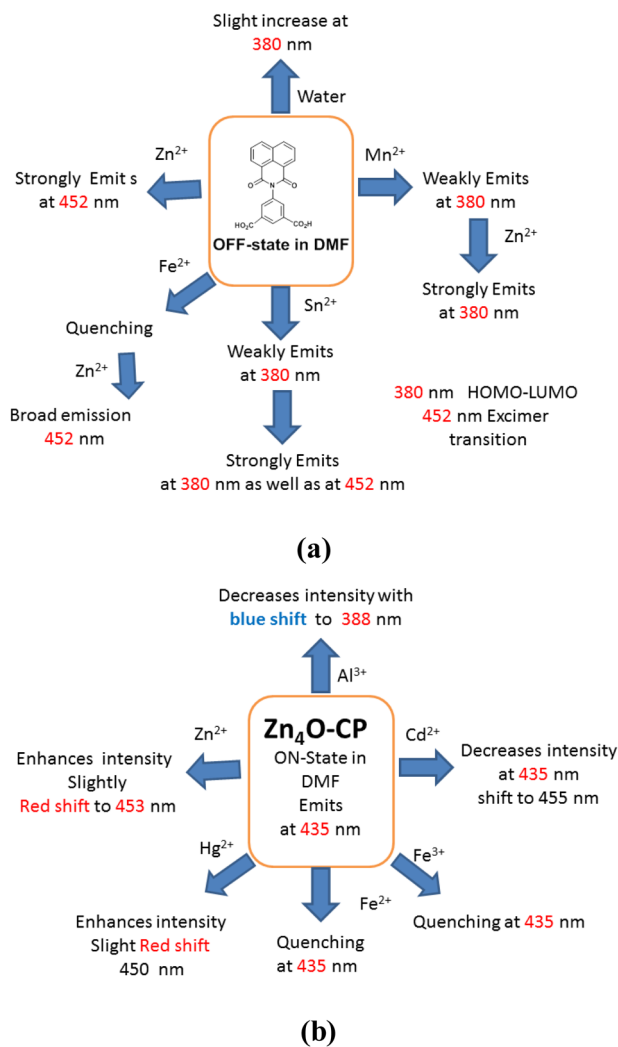 Slight increase at
380 nm
Water
Zn²⁺
Strongly Emit s
at 452 nm
O
N
O
HO₂C
CO₂H
OFF-state in DMF
Mn²⁺
Weakly Emits
at 380 nm
Zn²⁺
Strongly Emits
at 380 nm
Fe²⁺
Quenching
Zn²⁺
Broad emission
452 nm
Sn²⁺
Weakly Emits
at 380 nm
Strongly Emits
at 380 nm as well as at 452 nm
380 nm HOMO-LUMO
452 nm Excimer
transition
(a)
Decreases intensity with
blue shift to 388 nm
Al³⁺
Zn₄O-CP
ON-State in
DMF
Emits
at 435 nm
Zn²⁺
Enhances intensity
Slightly
Red shift to 453 nm
Cd²⁺
Decreases intensity
at 435 nm
shift to 455 nm
Hg²⁺
Enhances intensity
Slight Red shift
450 nm
Fe²⁺
Quenching
at 435 nm
Fe³⁺
Quenching at 435 nm
(b)